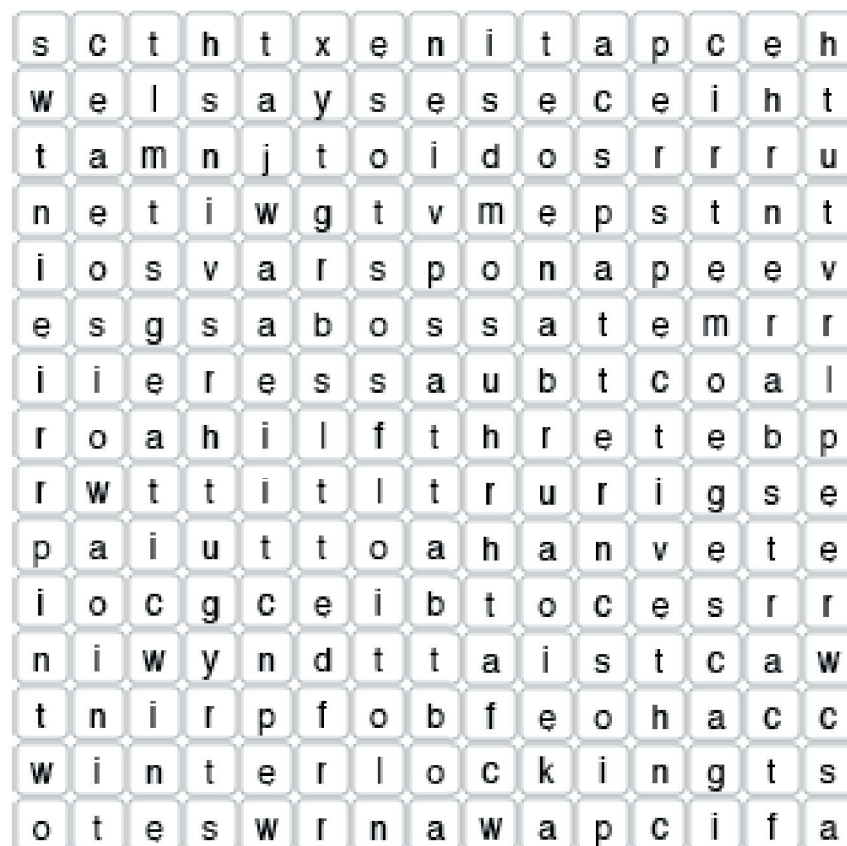 s c t h t x e n i t a p c e h
w e l s a y s e s e c e i h t
t a m n j t o i d o s r r r u
n e t i w g t v m e p s t n t
i o s v a r s p o n a p e e v
e s g s a b o s s a t e m r r
i i e r e s s a u b t c o a l
r o a h i l f t h r e t e b p
r w t t i t l t r u r i g s e
p a i u t t o a h a n v e t e
i o c g c e i b t o c e s r r
n i w y n d t t a i s t c a w
t n i r p f o b f e o h a c c
w i n t e r l o c k i n g t s
o t e s w r n a w a p c i f a